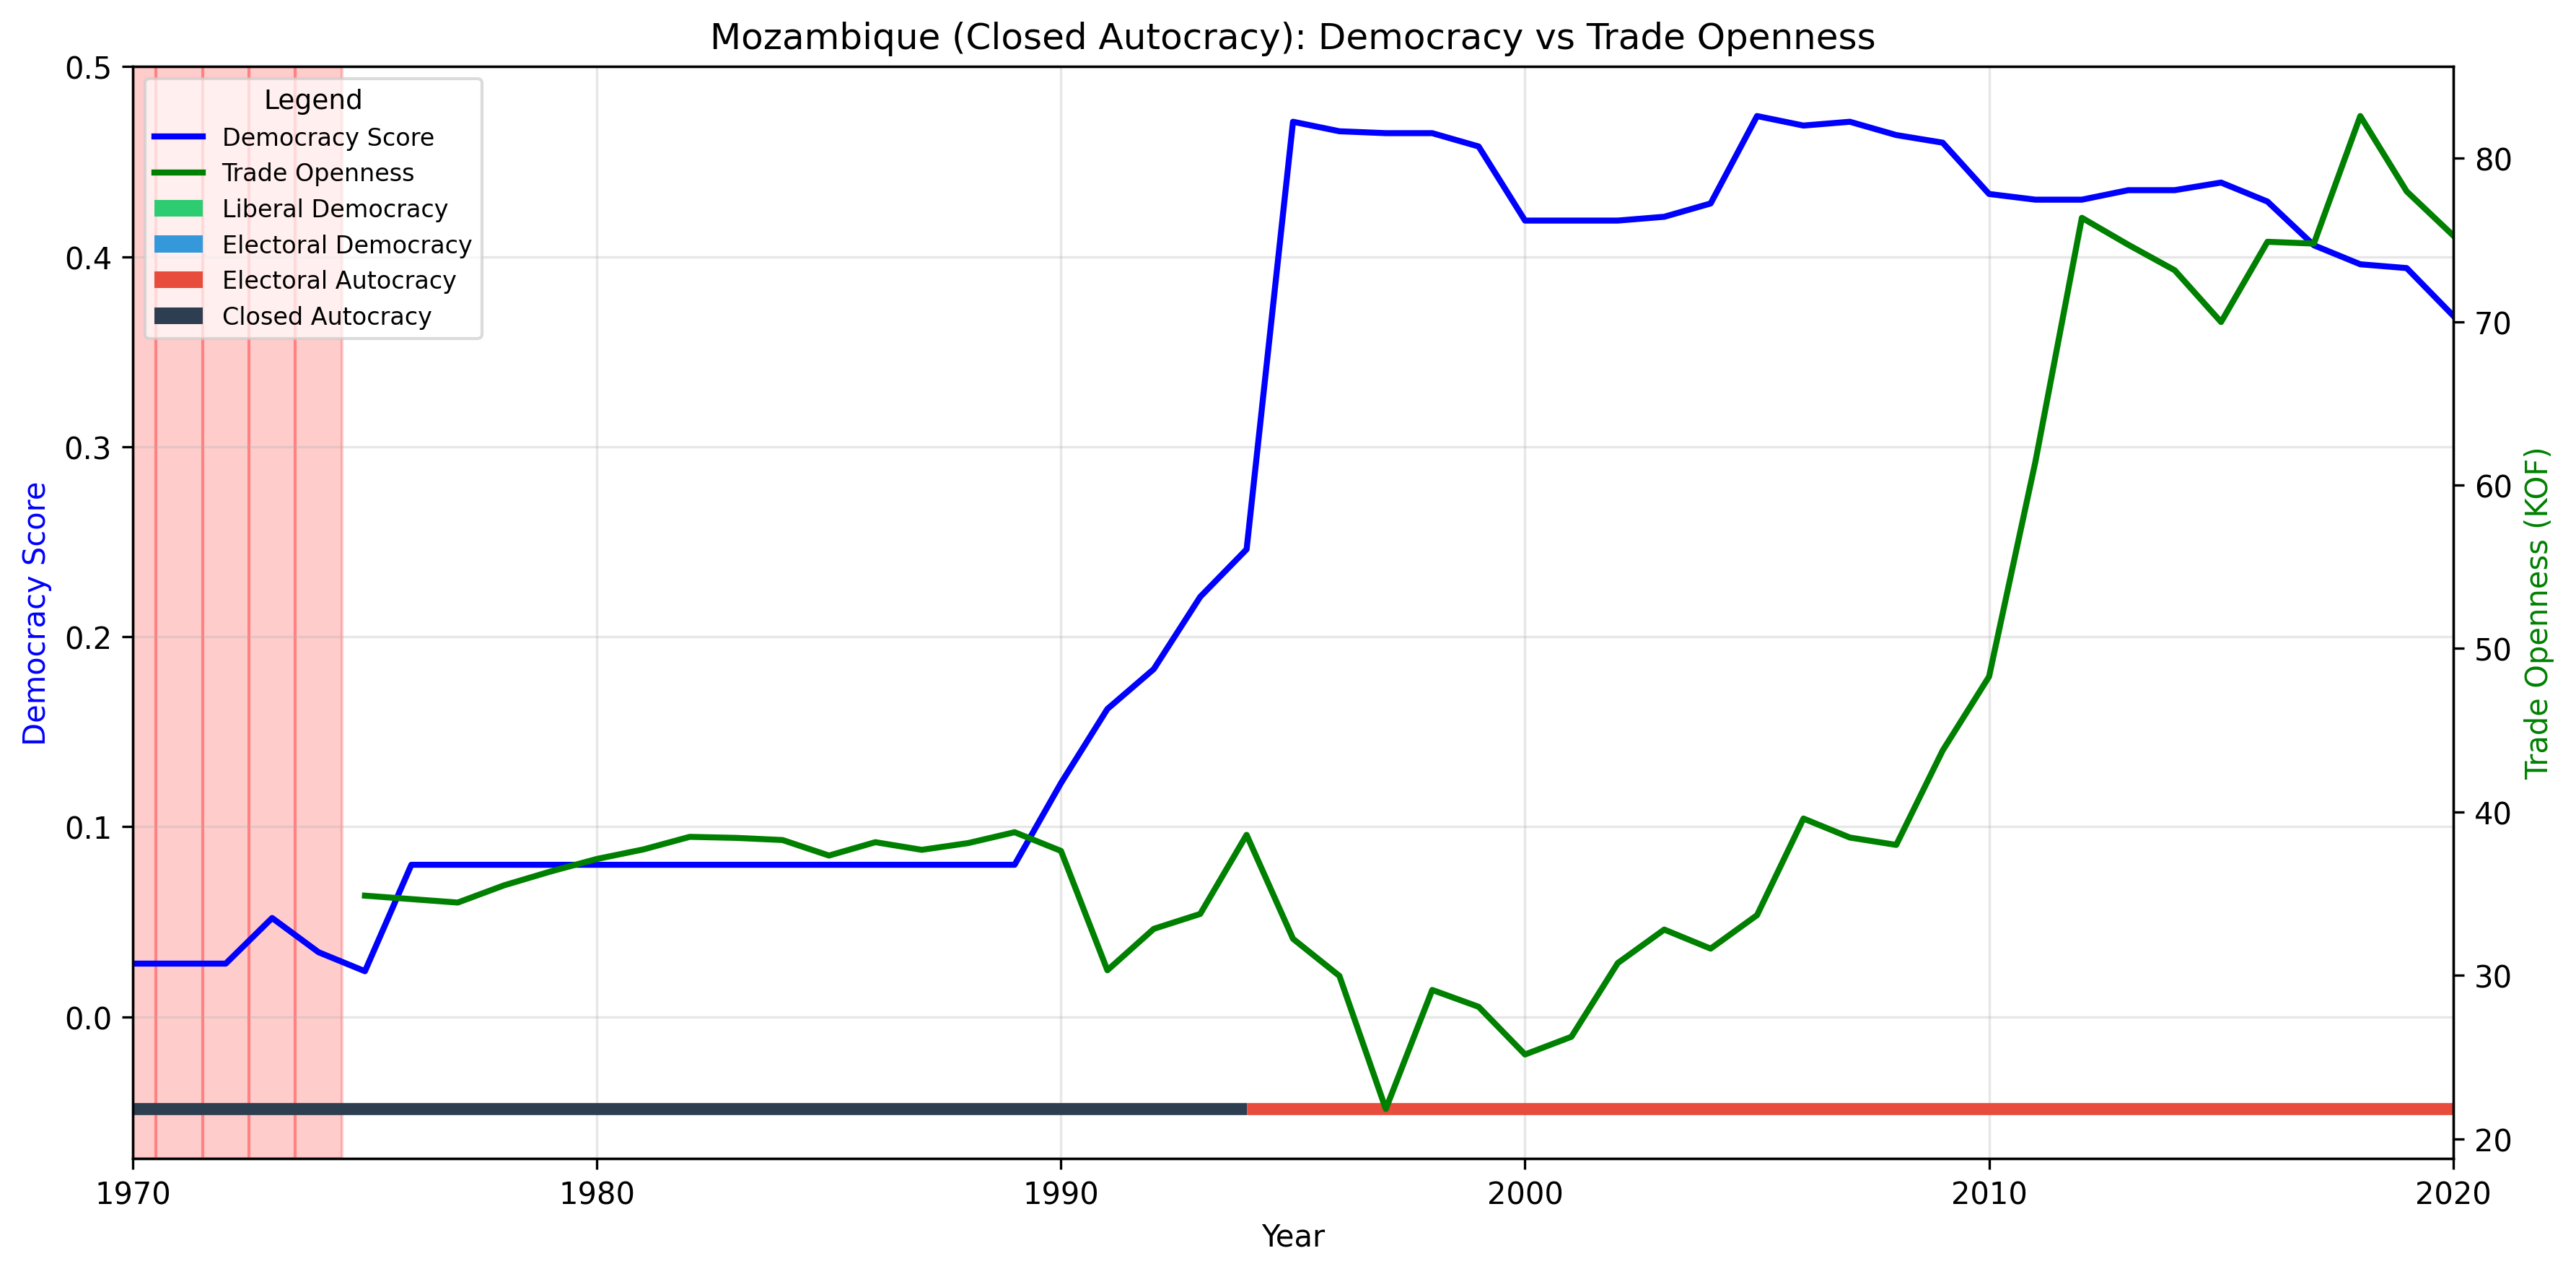 Mozambique (Closed Autocracy): Democracy vs Trade Openness
Legend
Democracy Score
Trade Openness
Liberal Democracy
Electoral Democracy
Electoral Autocracy
Closed Autocracy
0.5
0.4
0.3
0.2
0.1
0.0
Democracy Score
80
70
60
50
40
30
20
Trade Openness (KOF)
1970
1980
1990
2000
2010
2020
Year